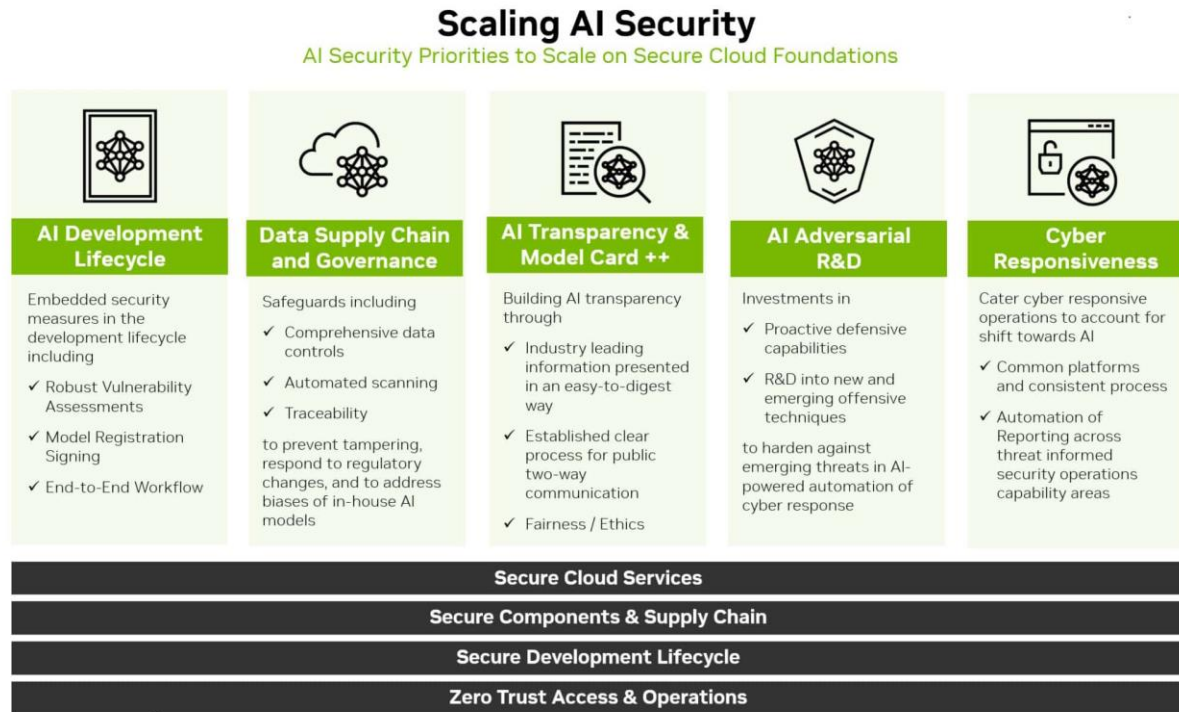 Scaling AI Security
AI Security Priorities to Scale on Secure Cloud Foundations
AI Development
Lifecycle
Embedded security
measures in the
development lifecycle
including
✓ Robust Vulnerability
Assessments
✓ Model Registration
Signing
✓ End-to-End Workflow
Data Supply Chain
and Governance
Safeguards including
✓ Comprehensive data
controls
✓ Automated scanning
✓ Traceability
to prevent tampering,
respond to regulatory
changes, and to address
biases of in-house AI
models
AI Transparency &
Model Card ++
Building AI transparency
through
✓ Industry leading
information presented
in an easy-to-digest
way
✓ Established clear
process for public
two-way
communication
✓ Fairness / Ethics
AI Adversarial
R&D
Investments in
✓ Proactive defensive
capabilities
✓ R&D into new and
emerging offensive
techniques
to harden against
emerging threats in AI-
powered automation of
cyber response
Cyber
Responsiveness
Cater cyber responsive
operations to account for
shift towards AI
✓ Common platforms
and consistent process
✓ Automation of
Reporting across
threat informed
security operations
capability areas
Secure Cloud Services
Secure Components & Supply Chain
Secure Development Lifecycle
Zero Trust Access & Operations